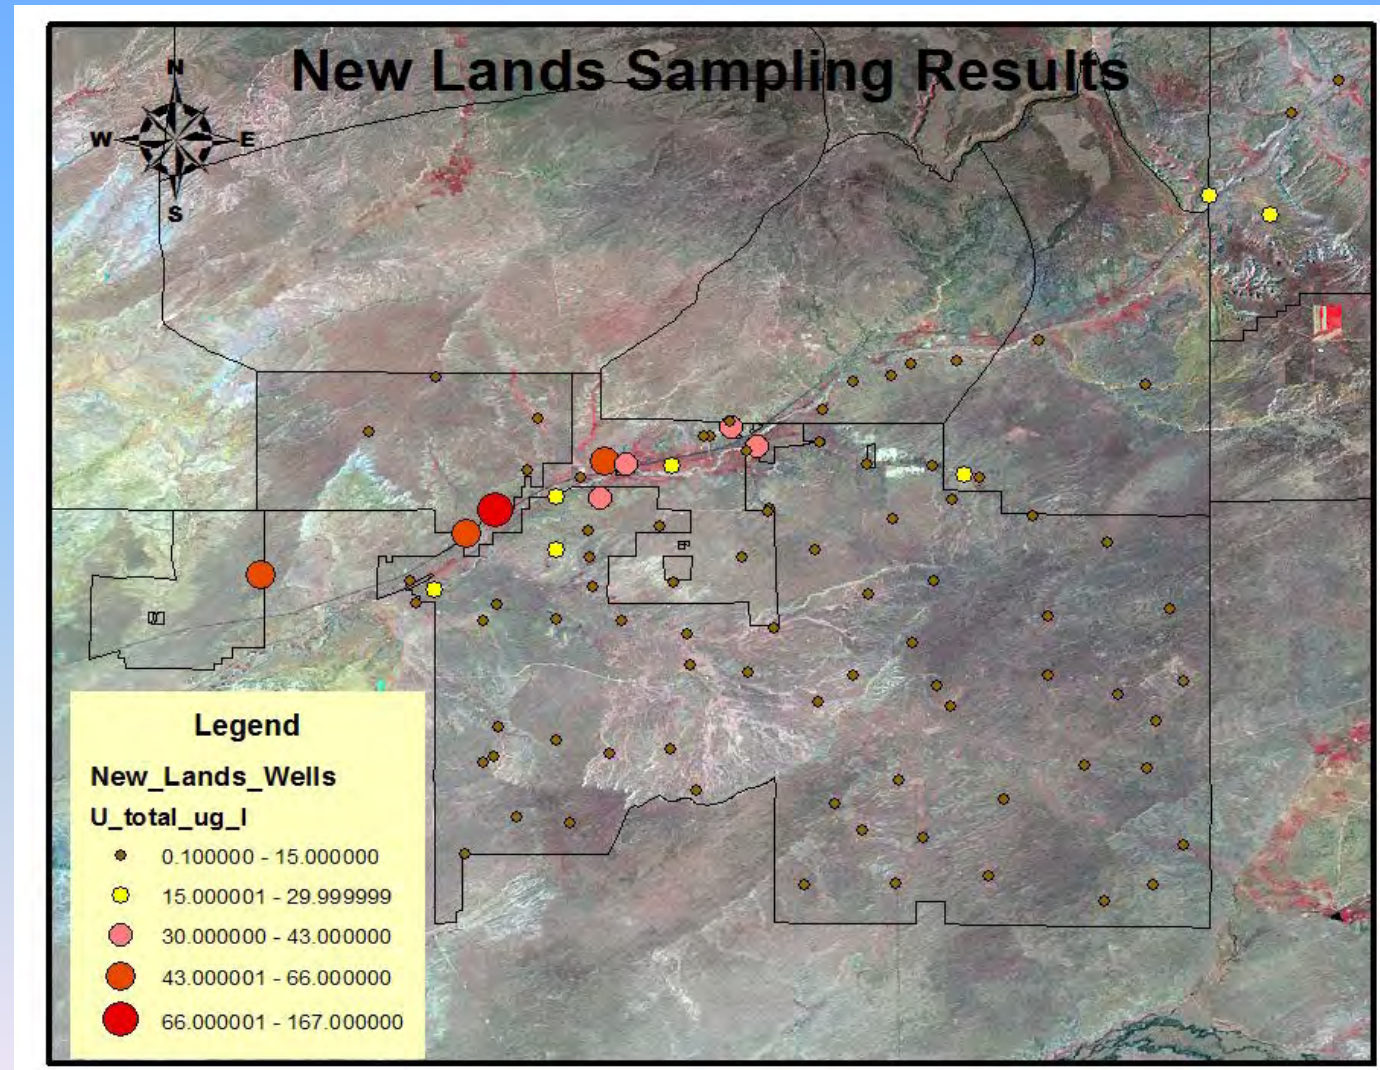 New Lands Sampling Results
N
W E
S
Legend
New_Lands_Wells
U_total_ug_l
0.100000 - 15.000000
15.000001 - 29.999999
30.000000 - 43.000000
43.000001 - 66.000000
66.000001 - 167.000000